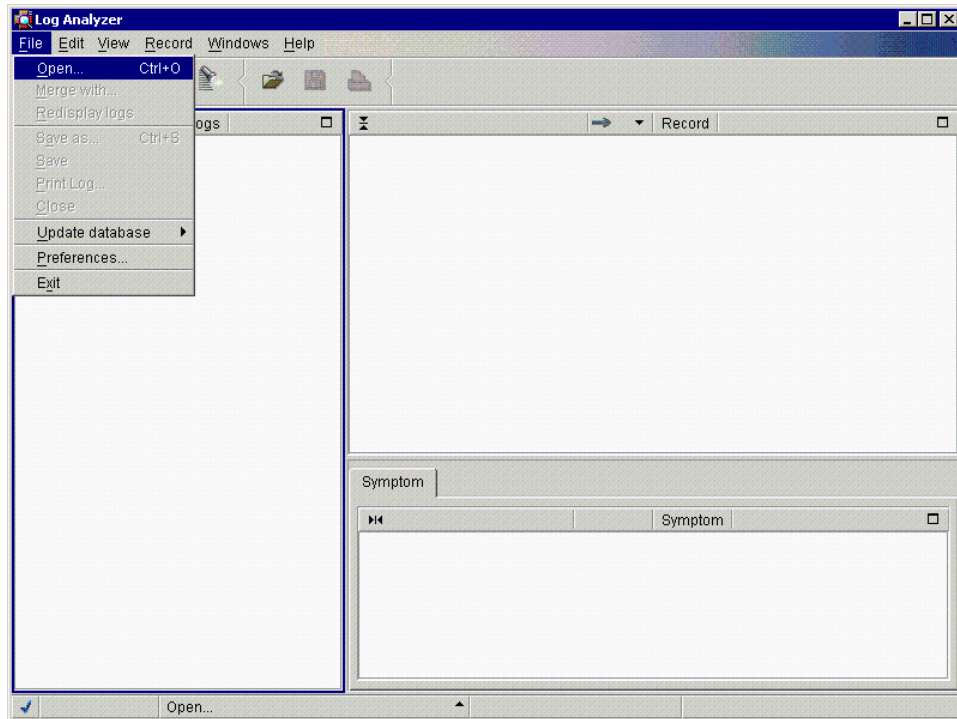 Log Analyzer
File Edit View Record Windows Help
Open... Ctrl+O
Merge with...
Redisplay logs
Save as... Ctrl+S
Save
Print Log...
Close
Update database
Preferences...
Exit
ogs
Record
Symptom
Symptom
Open...